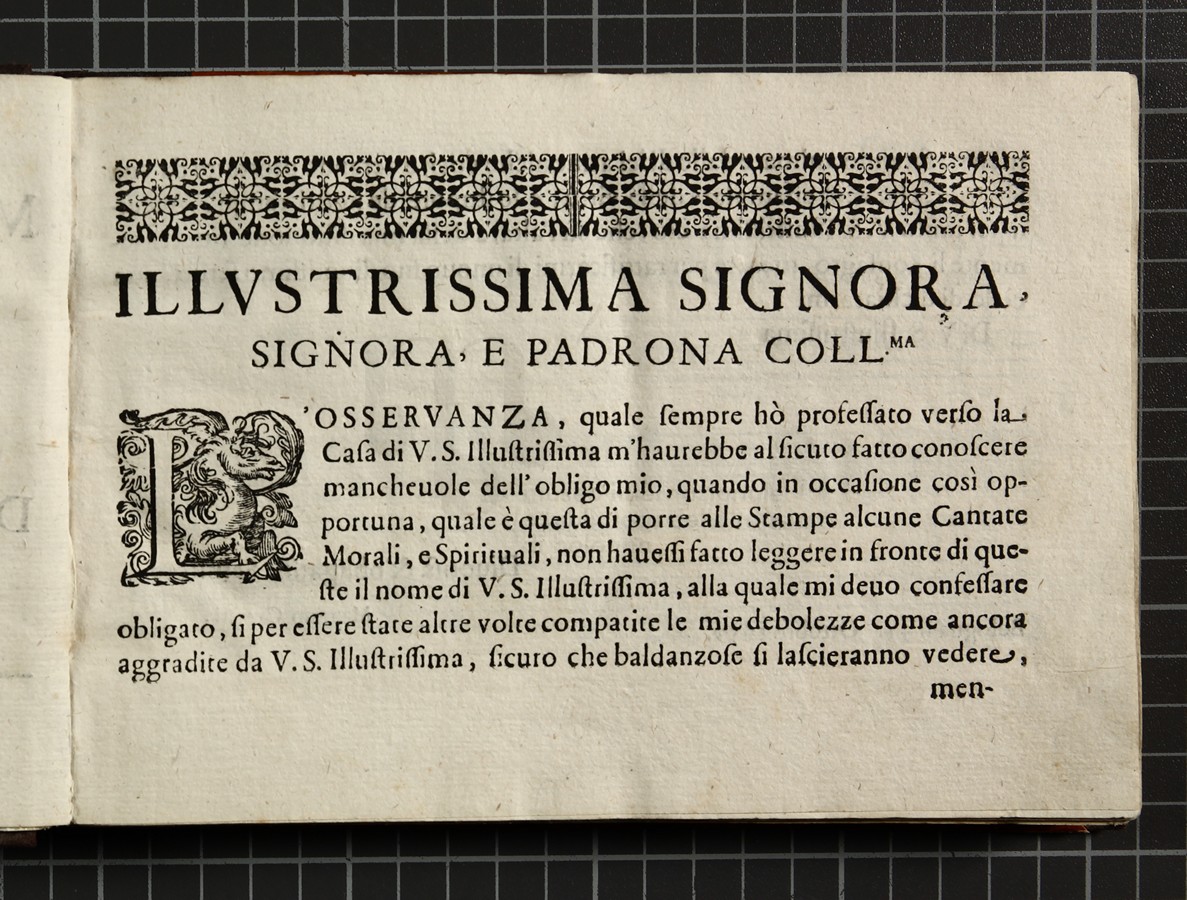 ILLVSTRISSIMA SIGNORA,
SIGNORA, E PADRONA COLL.MA
L'OSSERVANZA, quale ſempre hò profeſſato verſo la
Caſa di V. S. Illuſtriſſima m'haurebbe al ſicuro fatto conoſcere
mancheuole dell' obligo mio, quando in occaſione così op-
portuna, quale è queſta di porre alle Stampe alcune Cantate
Morali, e Spirituali, non haueſſi fatto leggere in fronte di que-
ſte il nome di V. S. Illuſtriſſima, alla quale mi deuo confeſſare
obligato, ſi per eſſere ſtate altre volte compatite le mie debolezze come ancora
aggradite da V. S. Illuſtriſſima, ſicuro che baldanzoſe ſi laſcieranno vedere,
men-